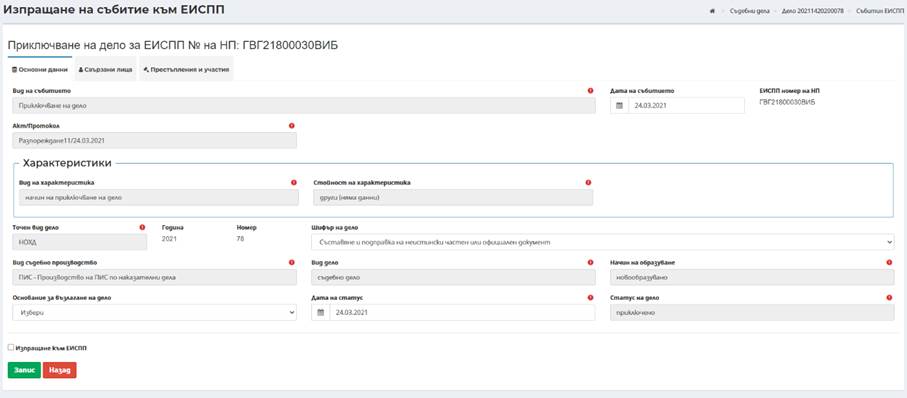 Изпращане на събитие към ЕИСПП
Съдебни дела Дело 20211420200078 Събития ЕИСПП
Приключване на дело за ЕИСПП № на НП: ГВГ21800030ВИБ
Основни данни Свързани лица Престъпления и участия
Вид на събитието Дата на събитието ЕИСПП номер на НП
Приключване на дело 24.03.2021 ГВГ21800030ВИБ
Акт/Протокол
Разпореждане11/24.03.2021
Характеристики
Вид на характеристика Стойност на характеристика
начин на приключване на дело други (няма данни)
Точен вид дело Година Номер Шифър на дело
НОХД 2021 78 Съставяне и подправка на неистински частен или официален документ
Вид съдебно производство Вид дело Начин на образуване
ПИС - Производство на ПИС по наказателни дела съдебно дело новообразувано
Основание за възлагане на дело Дата на статус Статус на дело
Избери 24.03.2021 приключено
Изпращане към ЕИСПП
Запис Назад